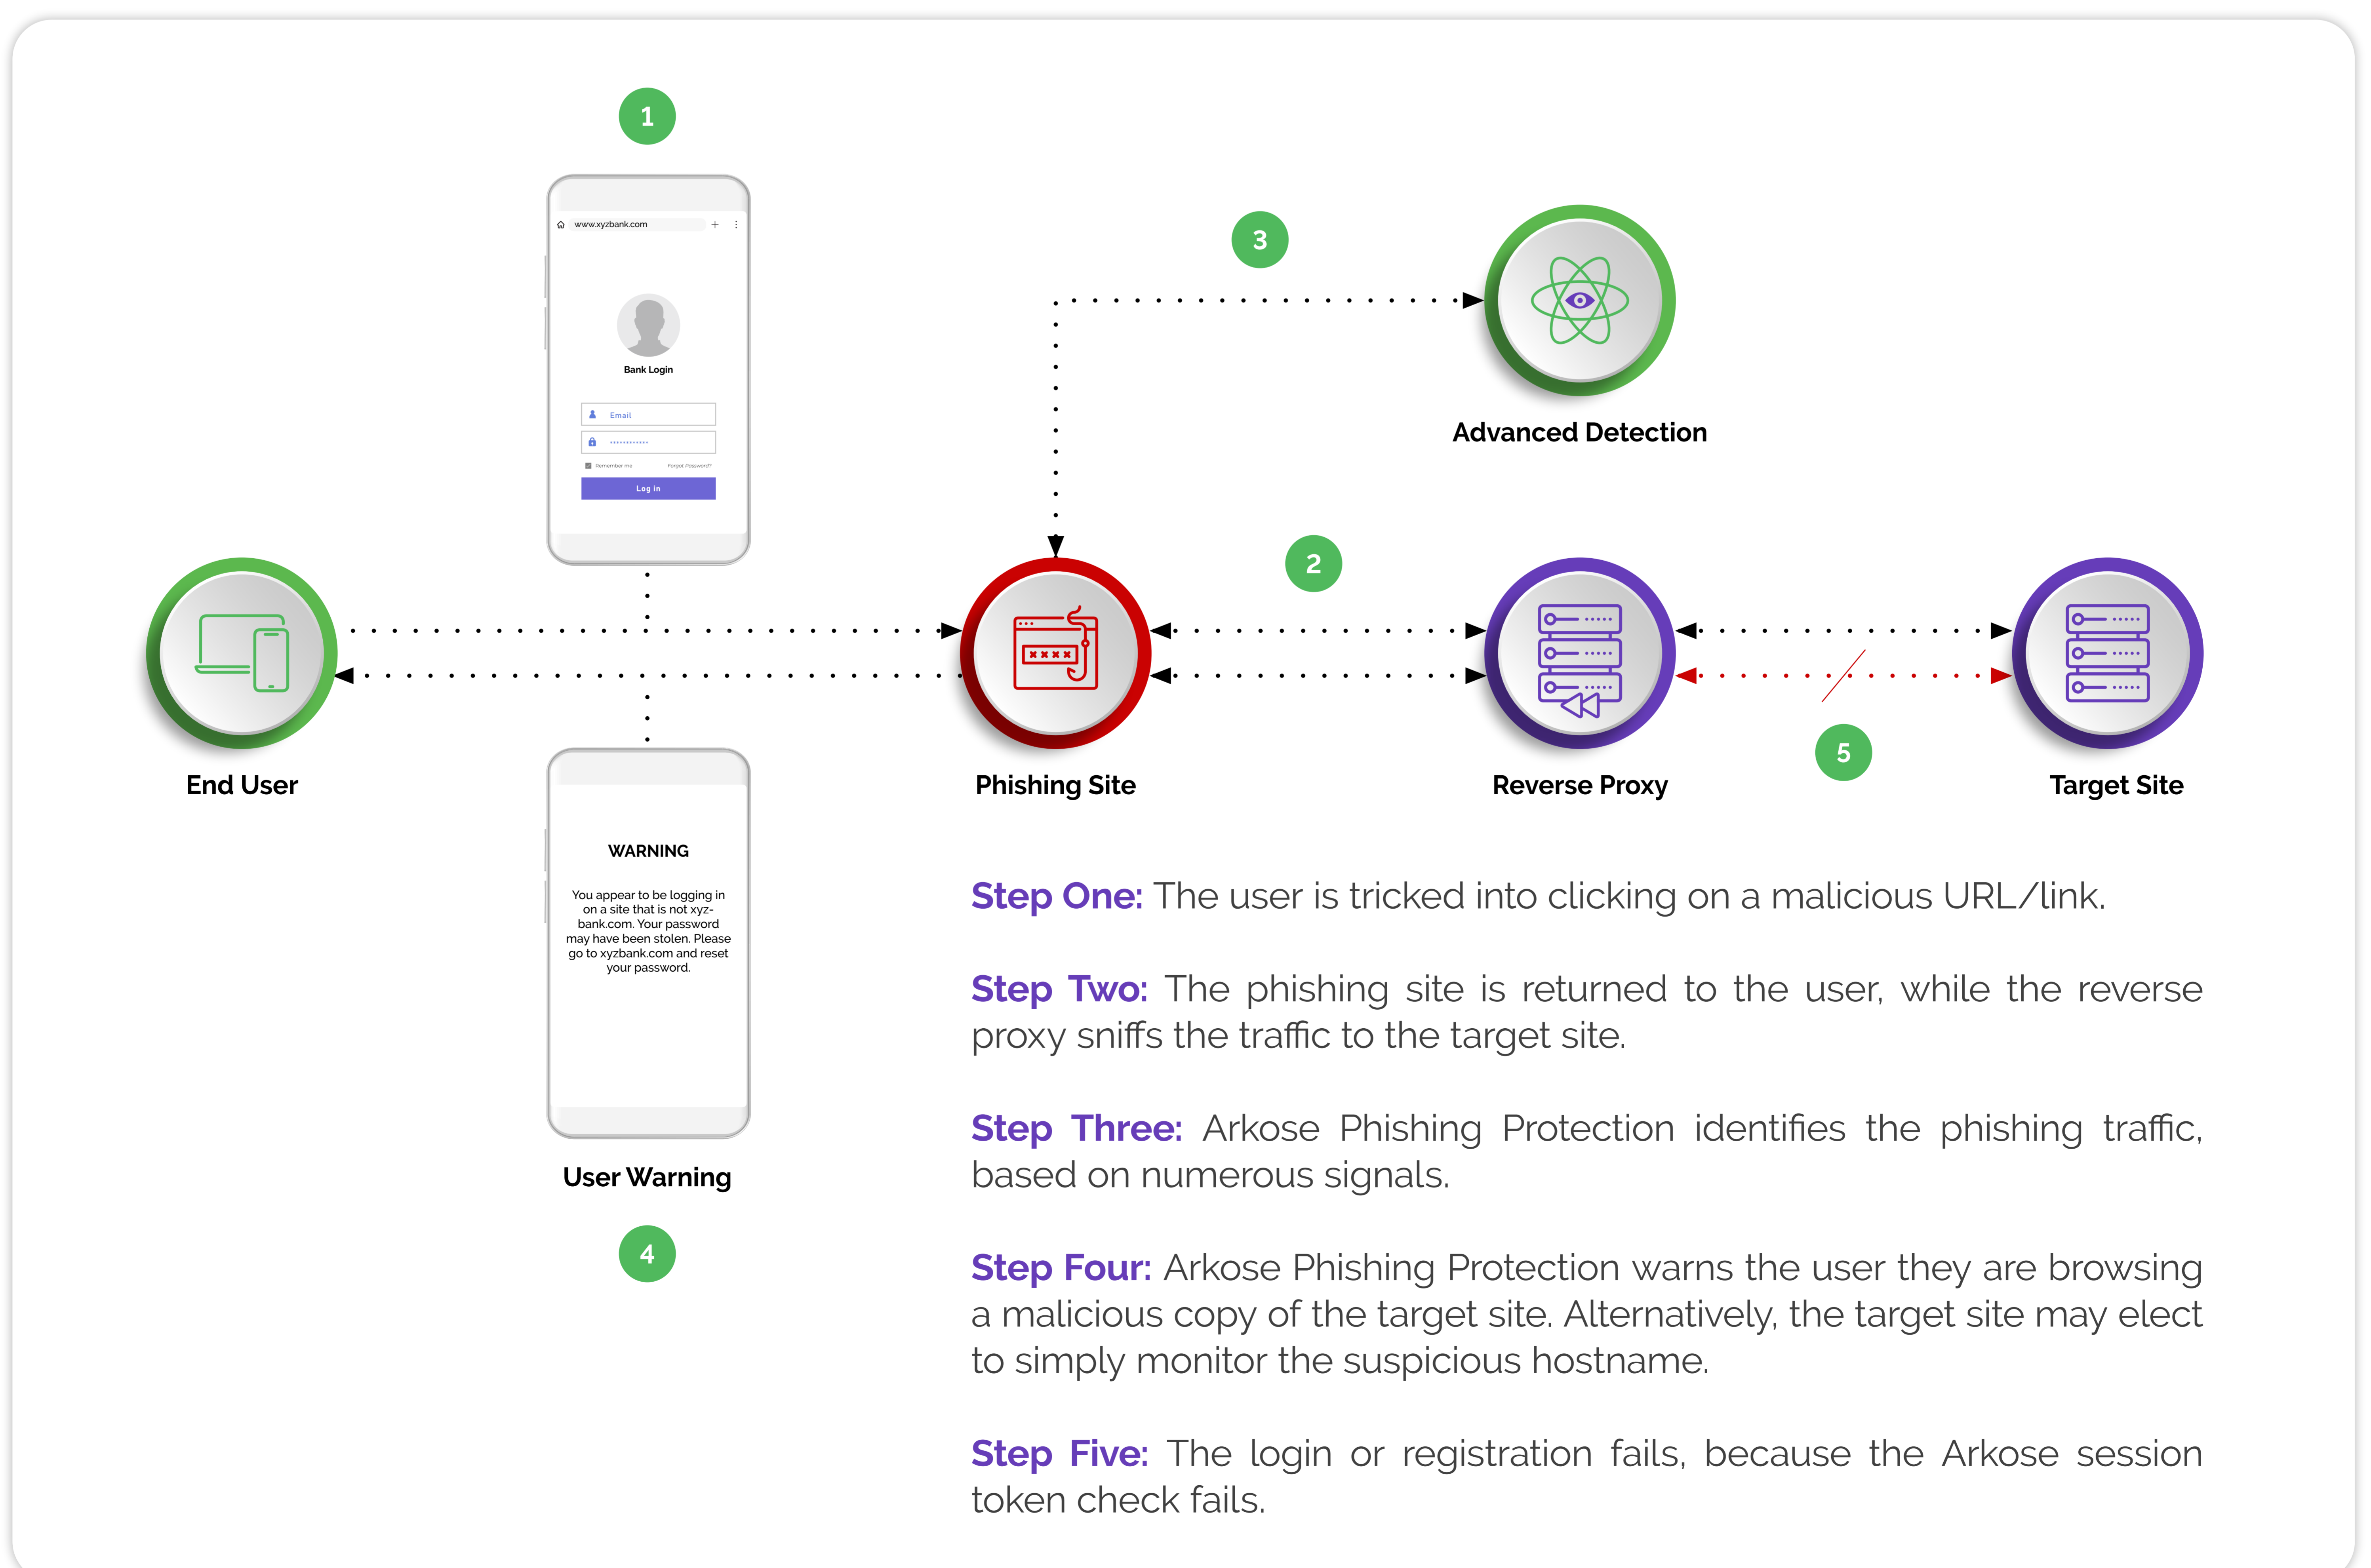 1
www.xyzbank.com
Bank Login
Email
Remember me Forgot Password?
Log in
3
Advanced Detection
2
5
End User
Phishing Site
Reverse Proxy
Target Site
WARNING
You appear to be logging in
on a site that is not xyz-
bank.com. Your password
may have been stolen. Please
go to xyzbank.com and reset
your password.
User Warning
4
Step One: The user is tricked into clicking on a malicious URL/link.
Step Two: The phishing site is returned to the user, while the reverse
proxy sniffs the traffic to the target site.
Step Three: Arkose Phishing Protection identifies the phishing traffic,
based on numerous signals.
Step Four: Arkose Phishing Protection warns the user they are browsing
a malicious copy of the target site. Alternatively, the target site may elect
to simply monitor the suspicious hostname.
Step Five: The login or registration fails, because the Arkose session
token check fails.